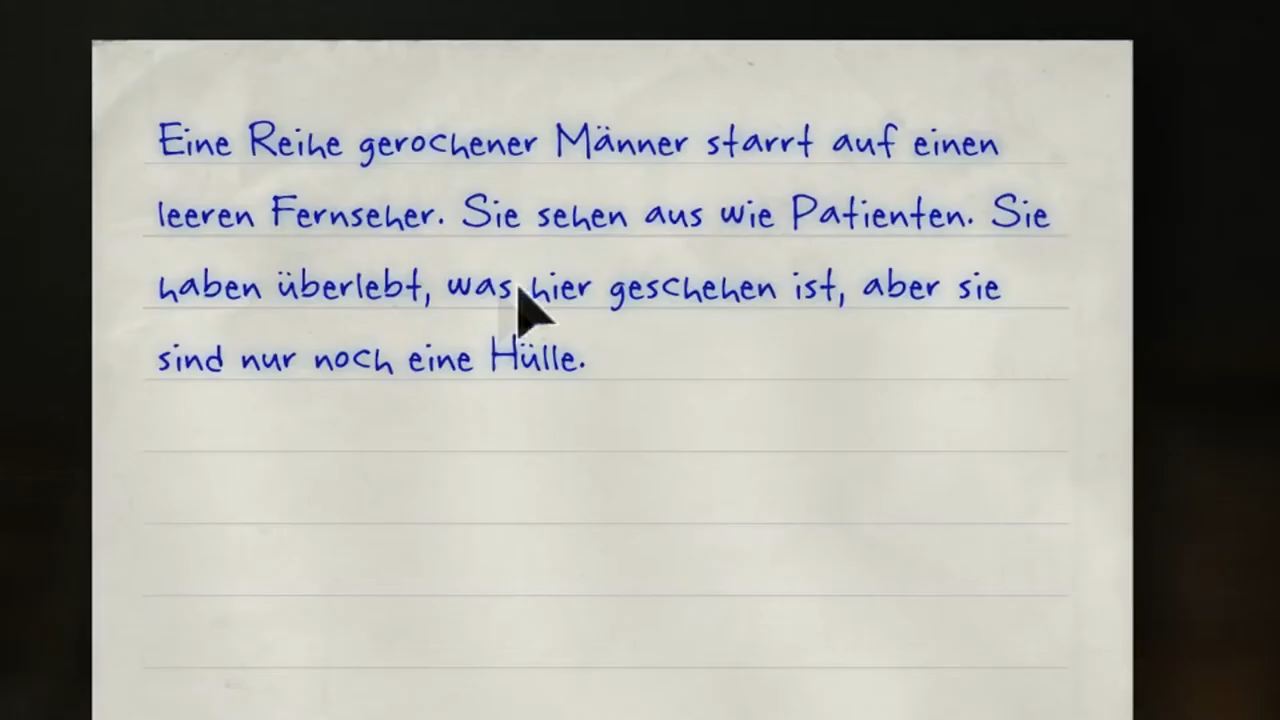 Eine Reihe gerochener Männer starrt auf einen
leeren Fernseher. Sie sehen aus wie Patienten. Sie
haben überlebt, was hier geschehen ist, aber sie
sind nur noch eine Hülle.